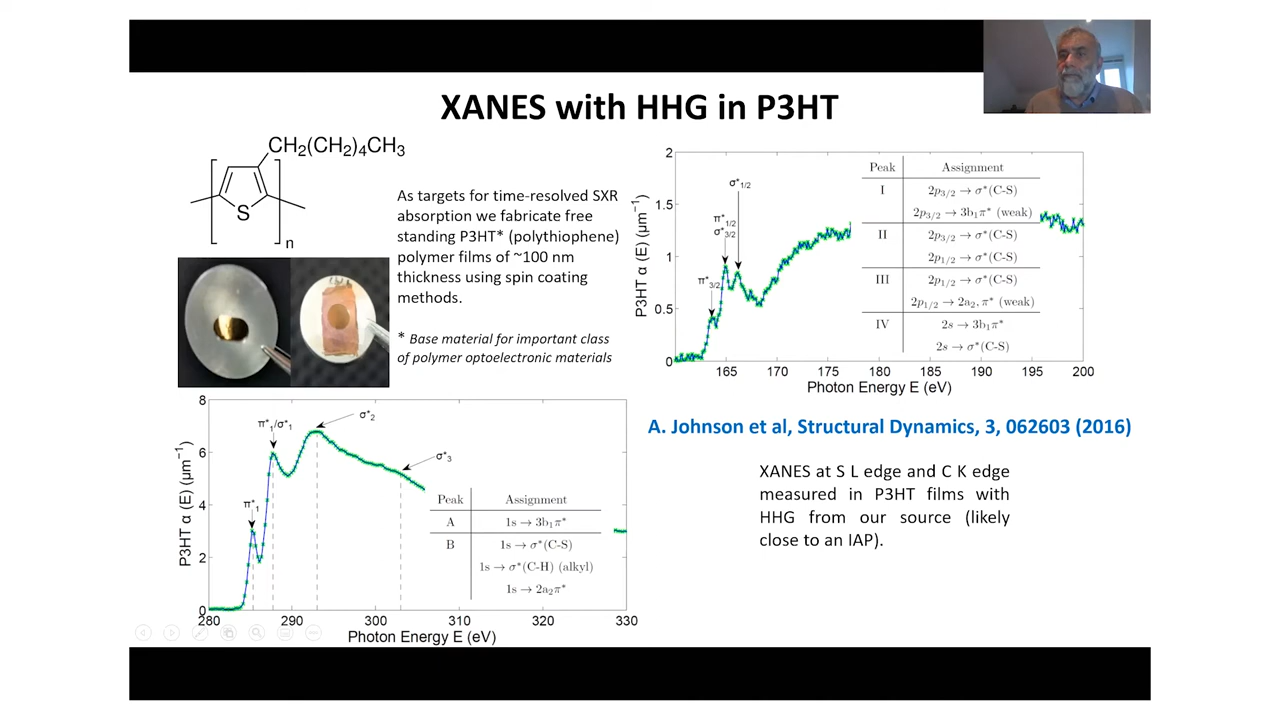 XANES with HHG in P3HT
CH₂(CH₂)₄CH₃
S
n
As targets for time-resolved SXR
absorption we fabricate free
standing P3HT* (polythiophene)
polymer films of ~100 nm
thickness using spin coating
methods.
* Base material for important class
of polymer optoelectronic materials
P3HT α (E) (μm⁻¹)
2
1.5
1
0.5
0
π*₃/₂
π*₁/₂
σ*₃/₂
σ*₁/₂
Peak Assignment
I 2p₃/₂ → σ*(C-S)
2p₃/₂ → 3b₁π* (weak)
II 2p₃/₂ → σ*(C-S)
2p₁/₂ → σ*(C-S)
III 2p₁/₂ → σ*(C-S)
2p₁/₂ → 2a₂, π* (weak)
IV 2s → 3b₁π*
2s → σ*(C-S)
165 170 175 180 185 190 195 200
Photon Energy E (eV)
A. Johnson et al, Structural Dynamics, 3, 062603 (2016)
XANES at S L edge and C K edge
measured in P3HT films with
HHG from our source (likely
close to an IAP).
P3HT α (E) (μm⁻¹)
8
6
4
2
0
π*₁
π*₁/σ*₁
σ*₂
σ*₃
Peak Assignment
A 1s → 3b₁π*
B 1s → σ*(C-S)
1s → σ*(C-H) (alkyl)
1s → 2a₂π*
280 290 300 310 320 330
Photon Energy E (eV)